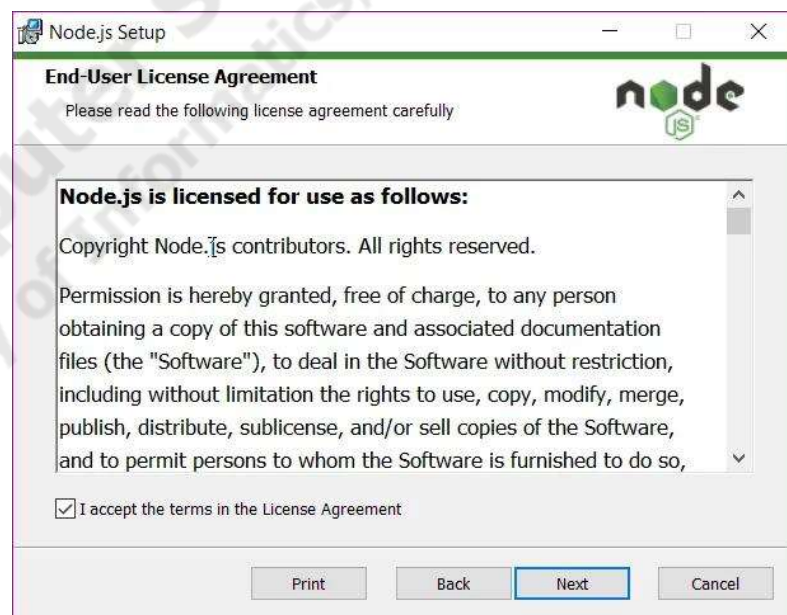 Node.js Setup
End-User License Agreement
Please read the following license agreement carefully
node
JS
Node.js is licensed for use as follows:
Copyright Node.js contributors. All rights reserved.
Permission is hereby granted, free of charge, to any person
obtaining a copy of this software and associated documentation
files (the "Software"), to deal in the Software without restriction,
including without limitation the rights to use, copy, modify, merge,
publish, distribute, sublicense, and/or sell copies of the Software,
and to permit persons to whom the Software is furnished to do so,
I accept the terms in the License Agreement
Print Back Next Cancel
of Informatics,